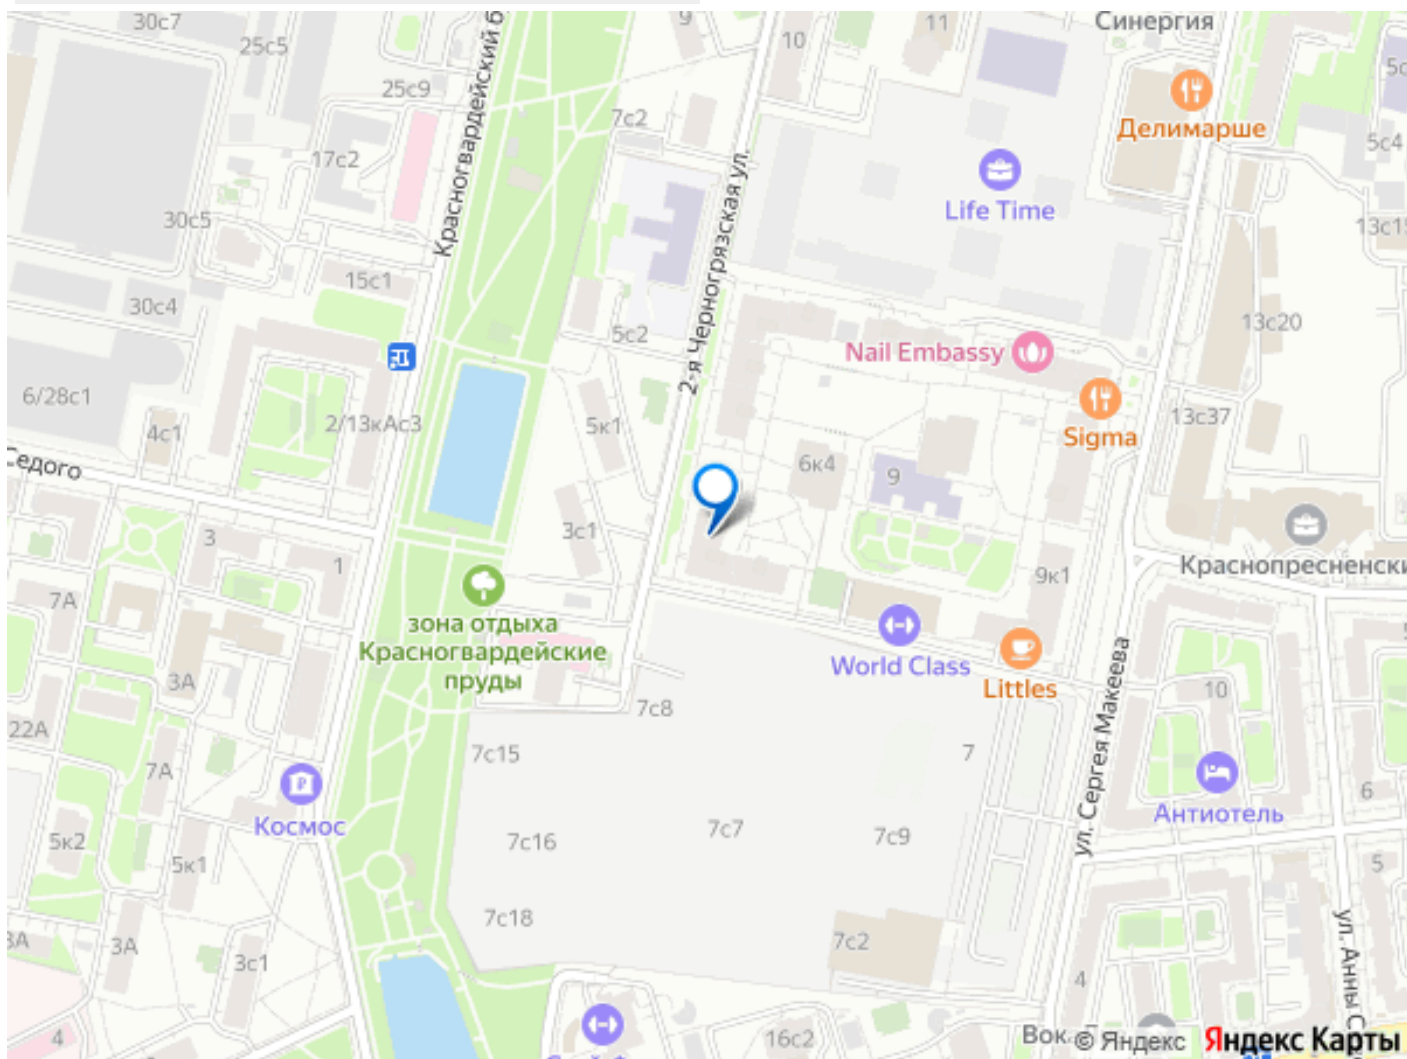 30с7
Красногвардейский б
9
10
11
Синергия
25с5
25с9
7с2
Делимарше
5с4
17с2
Life Time
30с5
2-я Черногрязская ул.
13с15
15с1
30с4
5с2
13с20
Nail Embassy
6/28с1
4с1
2/13кАс3
5к1
Sigma
13с37
Седого
6к4
9
3
1
3с1
Краснопресненски
9к1
7А
зона отдыха
Красногвардейские
пруды
World Class
Littles
ул. Сергея Макеева
3А
7с8
10
22А
7А
7с15
7
Космос
Антиотель
6
5к2
5к1
7с16
7с7
7с9
5
7с18
3А
3с1
7с2
4
ул. Анны С
4
16с2
Вок
© Яндекс Яндекс Карты